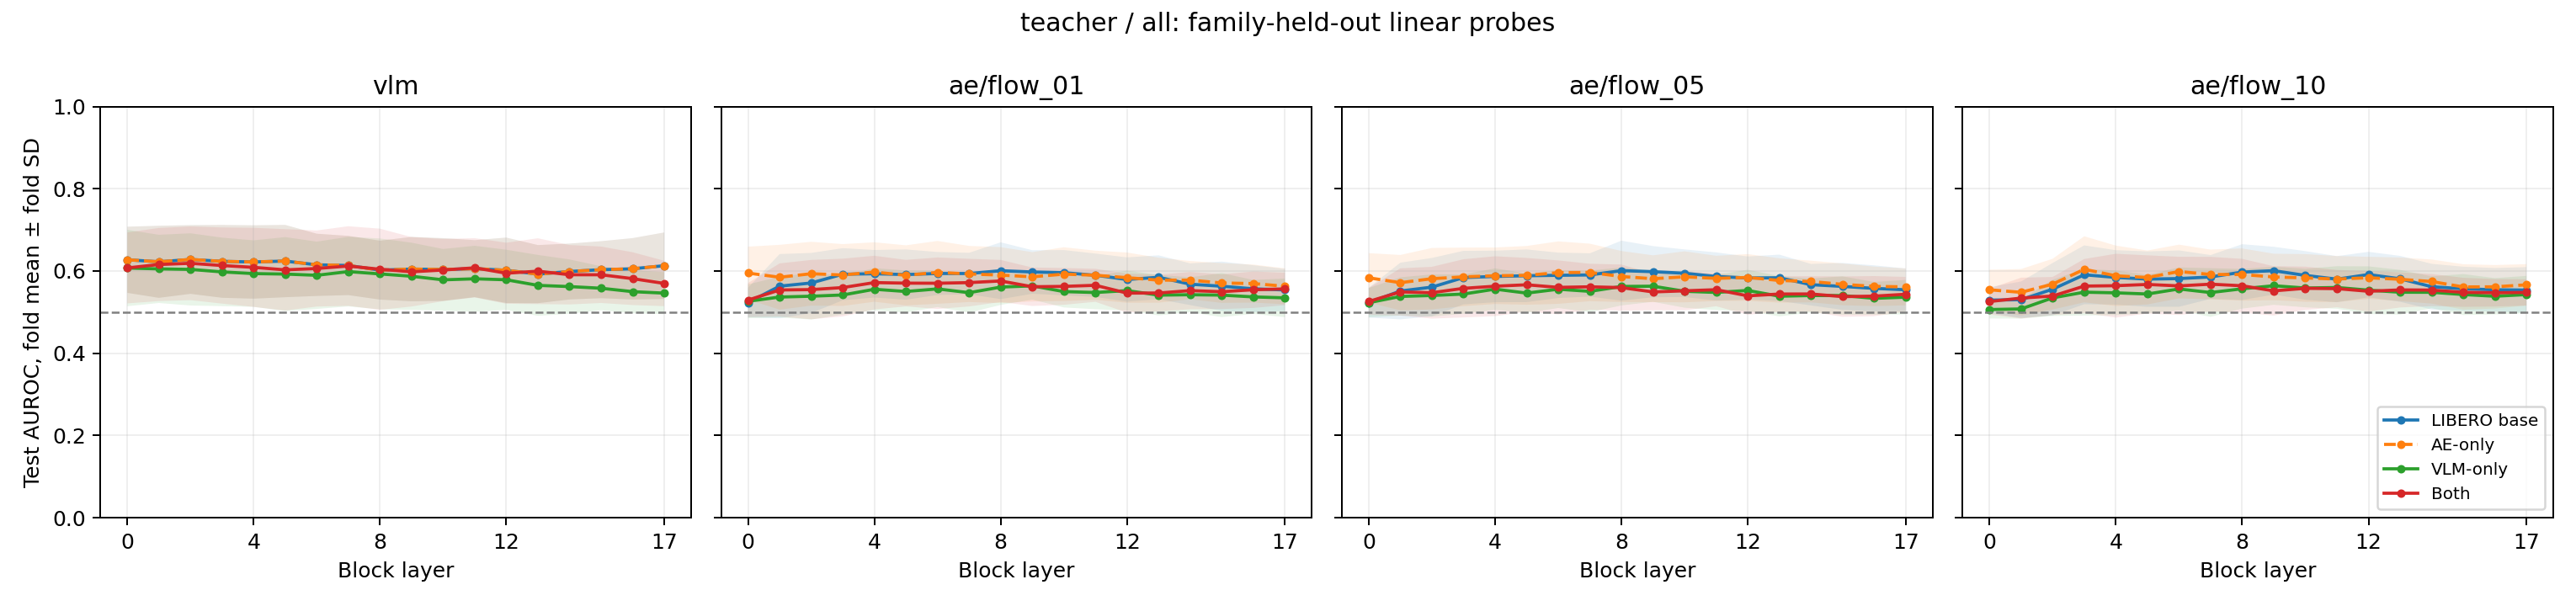 teacher / all: family-held-out linear probes
vlm
ae/flow_01
ae/flow_05
ae/flow_10
Test AUROC, fold mean ± fold SD
1.0
0.8
0.6
0.4
0.2
0.0
0 4 8 12 17
0 4 8 12 17
0 4 8 12 17
0 4 8 12 17
Block layer
Block layer
Block layer
Block layer
LIBERO base
AE-only
VLM-only
Both